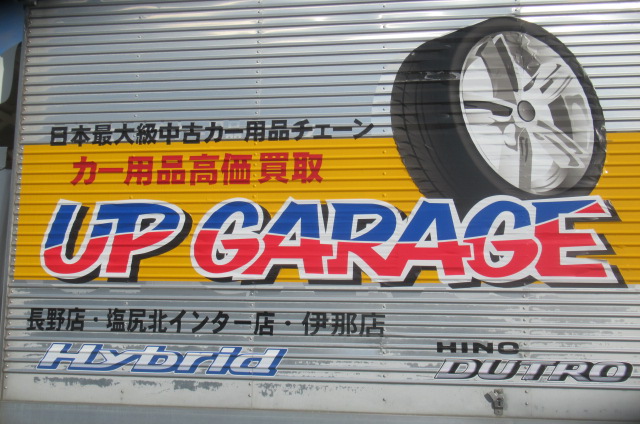 日本最大級中古カー用品チェーン
カー用品高価買取
UP GARAGE
長野店・塩尻北インター店・伊那店
Hybrid
HINO
DUTRO